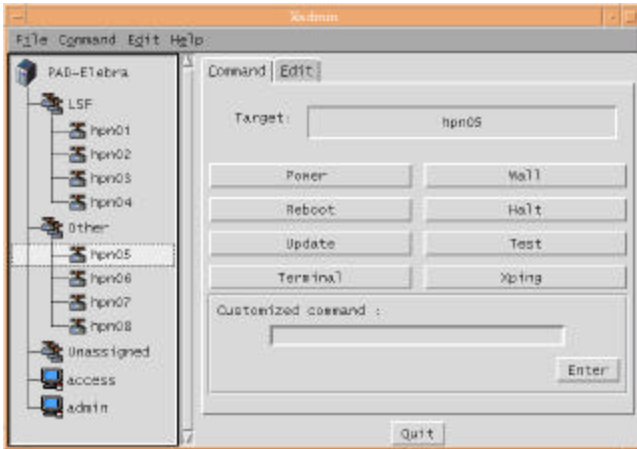 Xadmin
File Command Edit Help
PAD-Elebra
LSF
hpn01
hpn02
hpn03
hpn04
Other
hpn05
hpn06
hpn07
hpn08
Unassigned
access
admin
Command Edit
Target: hpn05
Power Wall
Reboot Halt
Update Test
Terminal Xping
Customized command :
Enter
Quit